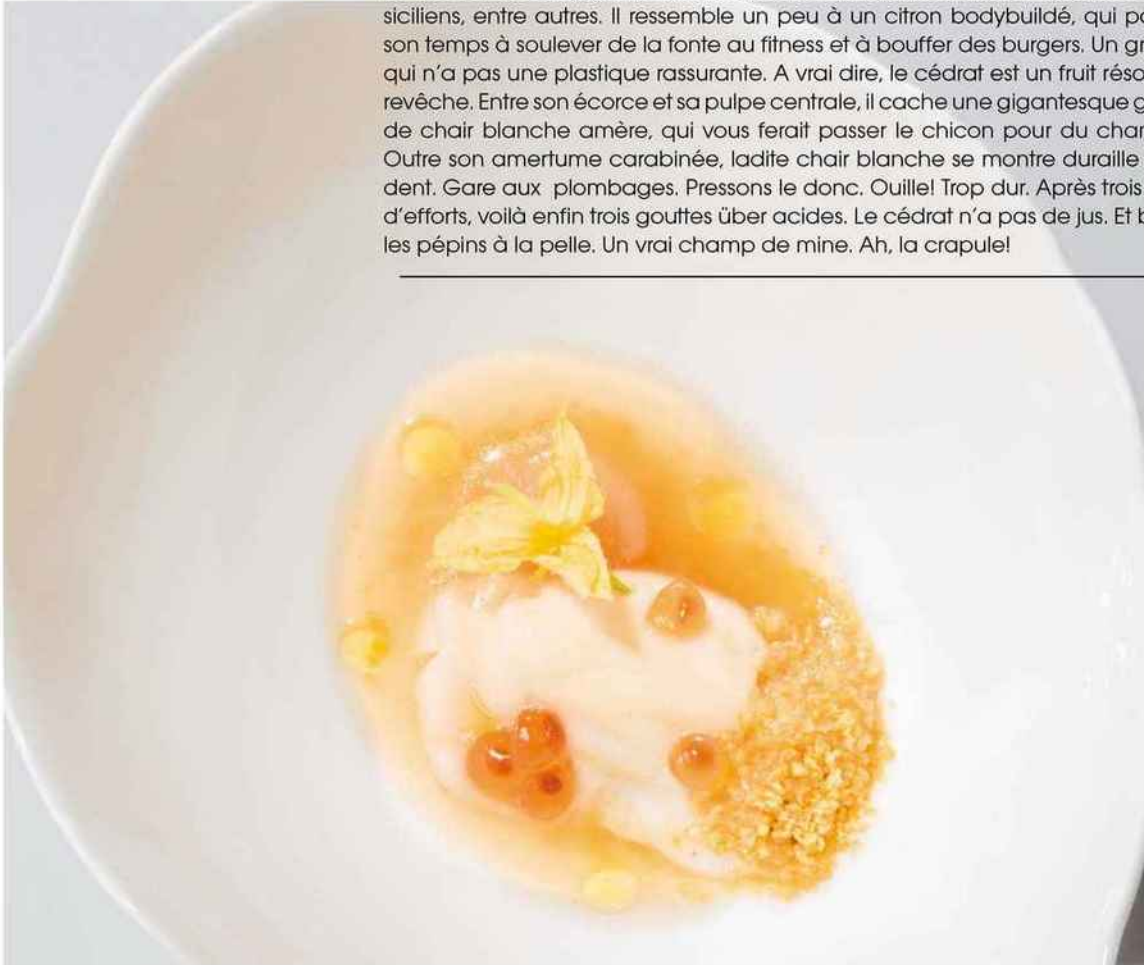 siciliens, entre autres. Il ressemble un peu à un citron bodybuildé, qui
son temps à soulever de la fonte au fitness et à bouffer des burgers. Un gr
qui n'a pas une plastique rassurante. A vrai dire, le cédrat est un fruit réso
revêche. Entre son écorce et sa pulpe centrale, il cache une gigantesque g
de chair blanche amère, qui vous ferait passer le chicon pour du
Outre son amertume carabinée, ladite chair blanche se montre duraille
dent. Gare aux plombages. Pressons le donc. Ouille! Trop dur. Après trois
d'efforts, voilà enfin trois gouttes über acides. Le cédrat n'a pas de jus. Et b
les pépins à la pelle. Un vrai champ de mine. Ah, la crapule!